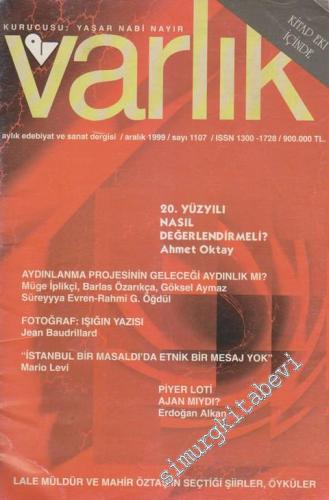 KURUCUSU: YAŞAR NABİ NAYIR
KİTAP EKİ
İÇİNDE
varlık
aylık edebiyat ve sanat dergisi / aralık 1999 / sayı 1107 / ISSN 1300 -1728 / 900.000 TL.
20. YÜZYILI
NASIL
DEĞERLENDİRMELİ?
Ahmet Oktay
AYDINLANMA PROJESİNİN GELECEĞİ AYDINLIK MI?
Müge İplikçi, Barlas Özarıkça, Göksel Aymaz
Süreyyya Evren-Rahmi G. Öğdül
FOTOĞRAF: IŞIĞIN YAZISI
Jean Baudrillard
“İSTANBUL BİR MASALDI'DA ETNİK BİR MESAJ YOK”
Mario Levi
PİYER LOTİ
AJAN MIYDI?
Erdoğan Alkan
LALE MÜLDÜR VE MAHİR ÖZTAŞ'IN SEÇTİĞİ ŞİİRLER, ÖYKÜLER
simurgkitabevi